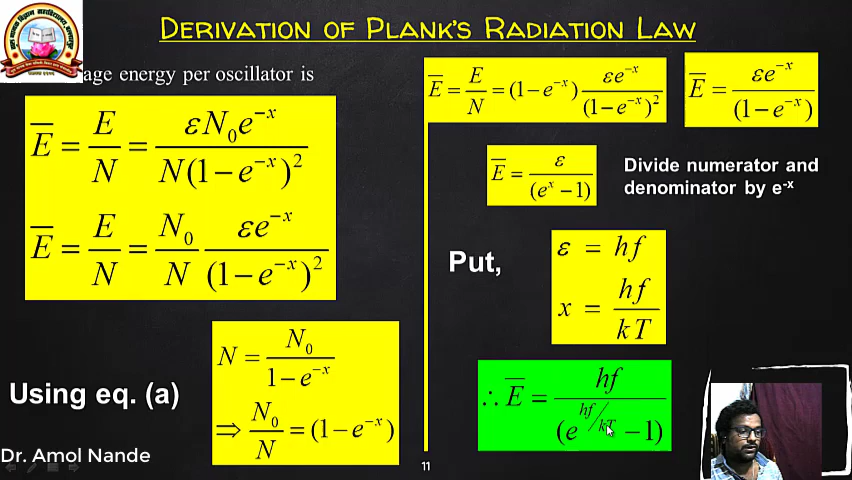 DERIVATION OF PLANK'S RADIATION LAW
age energy per oscillator is
E̅ = E/N = εN₀e⁻ˣ / N(1 − e⁻ˣ)²
E̅ = E/N = N₀/N εe⁻ˣ / (1 − e⁻ˣ)²
Using eq. (a)
N = N₀ / 1 − e⁻ˣ
⇒ N₀/N = (1 − e⁻ˣ)
Dr. Amol Nande
E̅ = E/N = (1 − e⁻ˣ) εe⁻ˣ / (1 − e⁻ˣ)²
E̅ = εe⁻ˣ / (1 − e⁻ˣ)
E̅ = ε / (eˣ − 1)
Divide numerator and
denominator by e⁻ˣ
Put,
ε = hf
x = hf / kT
∴ E̅ = hf / (e^{hf/kT} − 1)
11